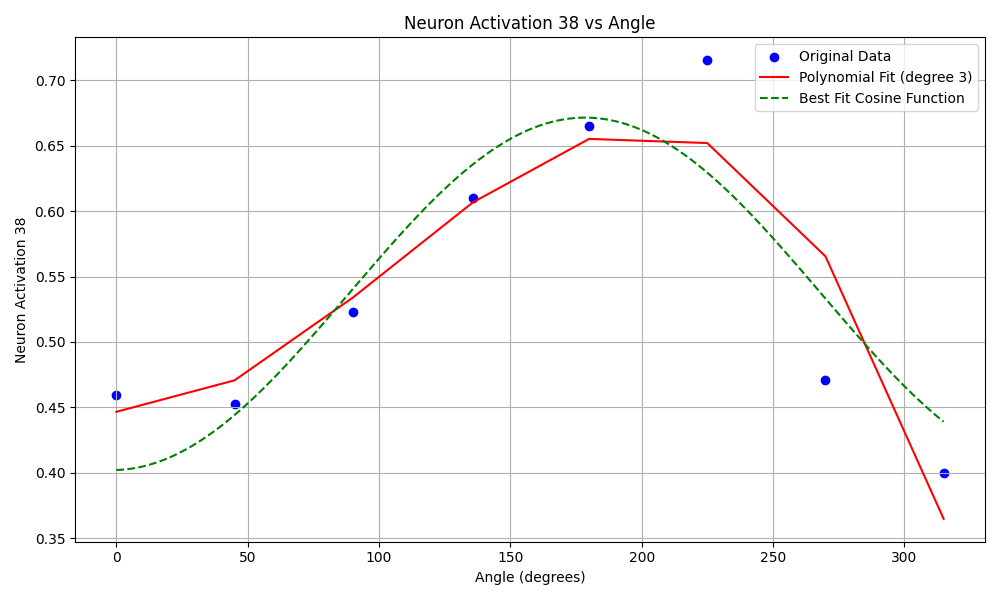 Neuron Activation 38 vs Angle
Original Data
Polynomial Fit (degree 3)
Best Fit Cosine Function
Neuron Activation 38
0.70
0.65
0.60
0.55
0.50
0.45
0.40
0.35
0 50 100 150 200 250 300
Angle (degrees)